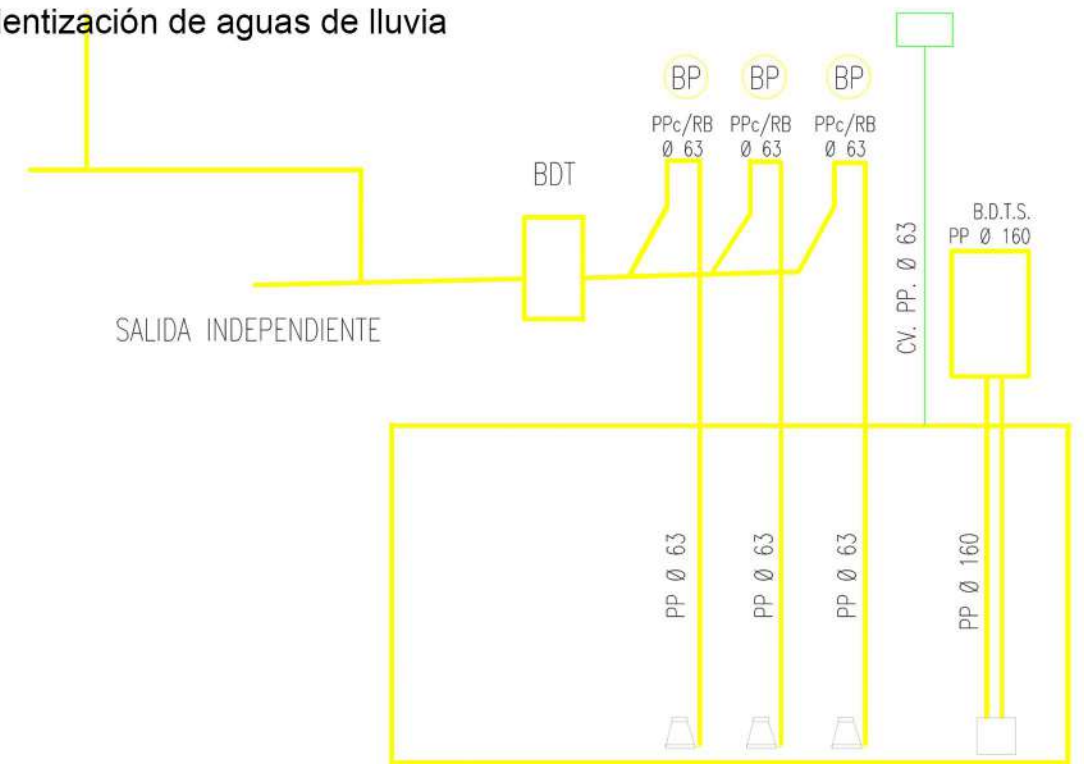 lentización de aguas de lluvia
BP BP BP
PPc/RB PPc/RB PPc/RB
Ø 63 Ø 63 Ø 63
BDT
B.D.T.S.
PP Ø 160
CV. PP. Ø 63
SALIDA INDEPENDIENTE
PP Ø 63
PP Ø 63
PP Ø 63
PP Ø 160